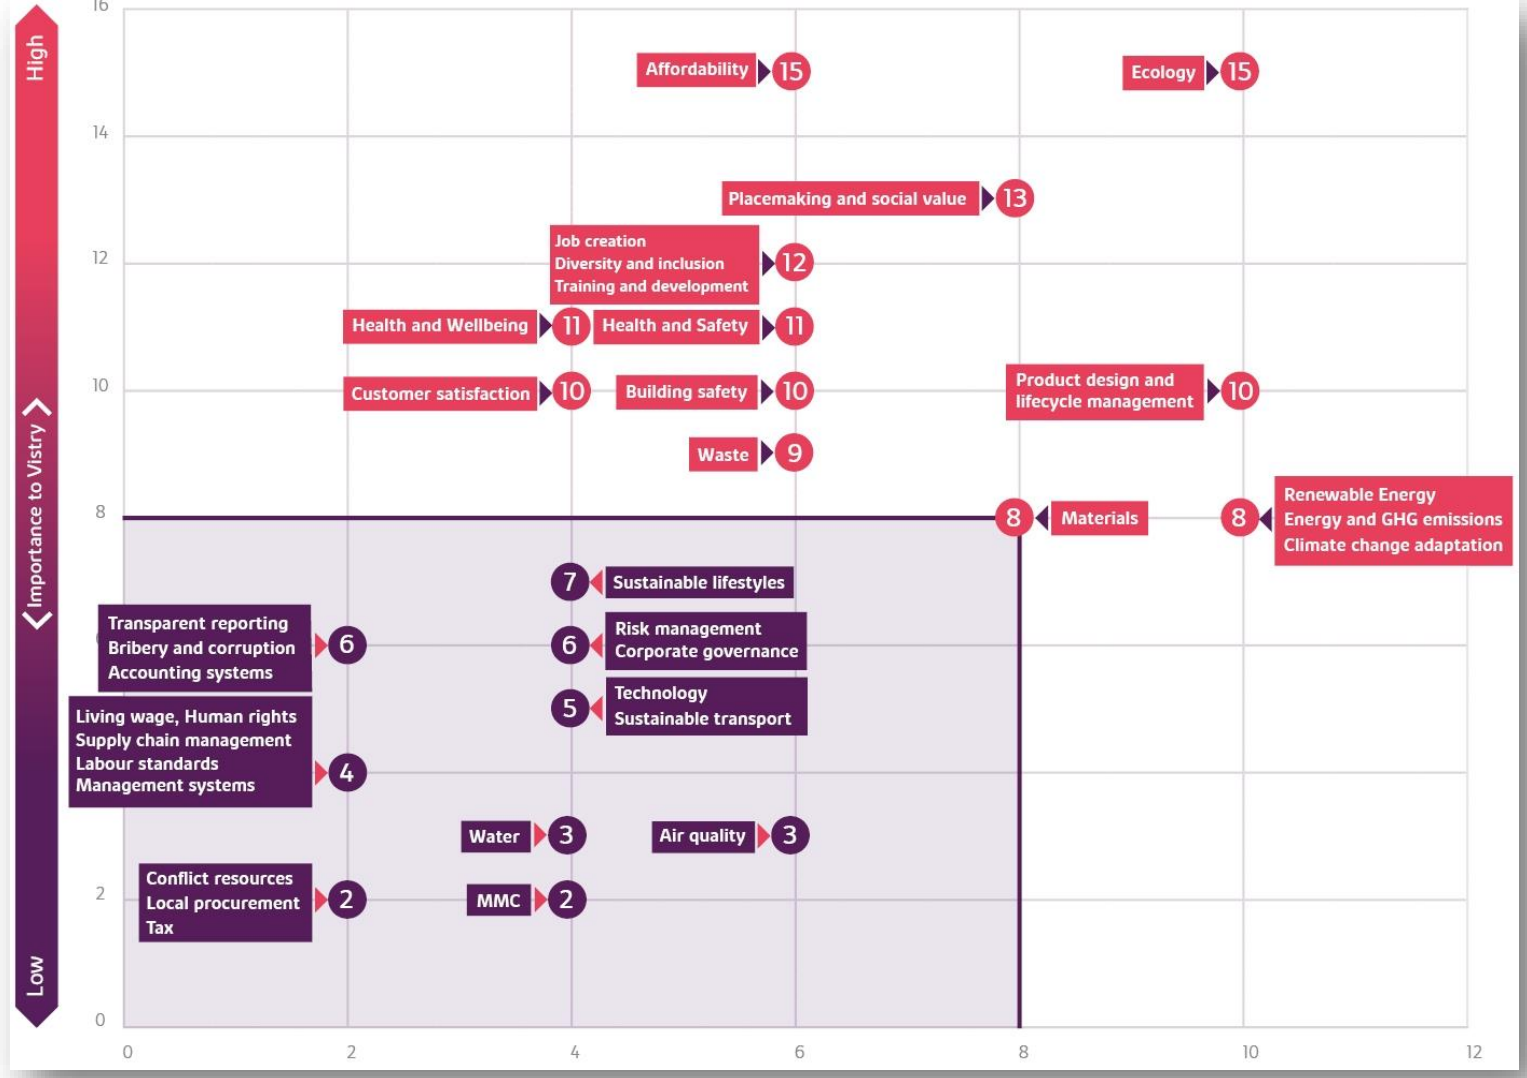 16
High
Affordability
15
Ecology
15
14
Placemaking and social value
13
Job creation
Diversity and inclusion
Training and development
12
12
Health and Wellbeing
11
Health and Safety
11
10
Customer satisfaction
10
Building safety
10
Product design and
lifecycle management
10
Waste
9
Importance to Vistry
8
8
Materials
8
Renewable Energy
Energy and GHG emissions
Climate change adaptation
7
Sustainable lifestyles
Transparent reporting
Bribery and corruption
Accounting systems
6
6
Risk management
Corporate governance
5
Technology
Sustainable transport
Living wage, Human rights
Supply chain management
Labour standards
Management systems
4
Water
3
Air quality
3
2
Conflict resources
Local procurement
Tax
2
MMC
2
Low
0
0
2
4
6
8
10
12